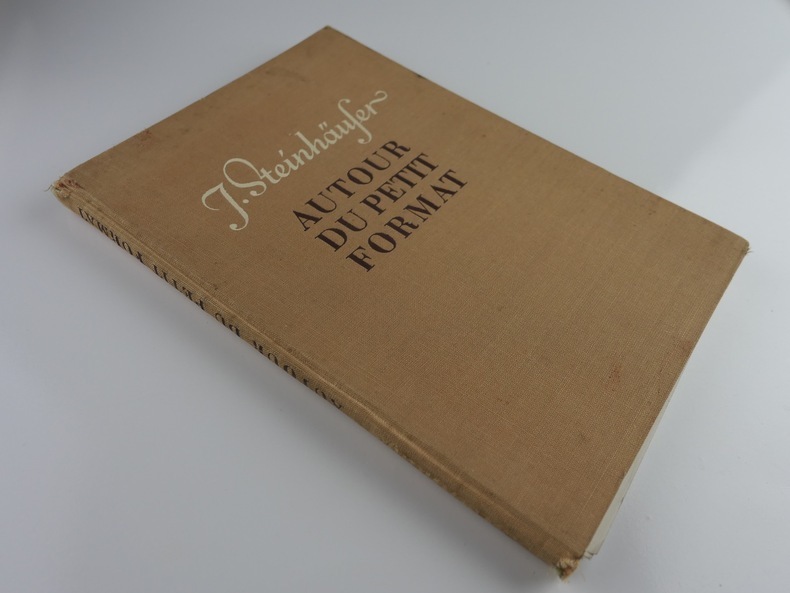 J. Steinhäuser
AUTOUR
DU PETIT
FORMAT
AUTOUR DU PETIT FORMAT